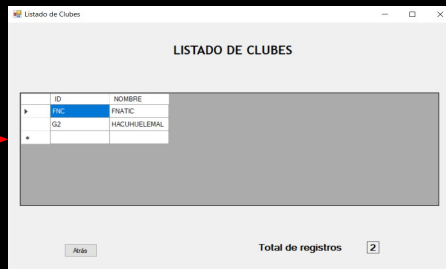 Listado de Clubes
LISTADO DE CLUBES
ID NOMBRE
FNC FNATIC
G2 HACUHUELEMAL
Atrás Total de registros 2